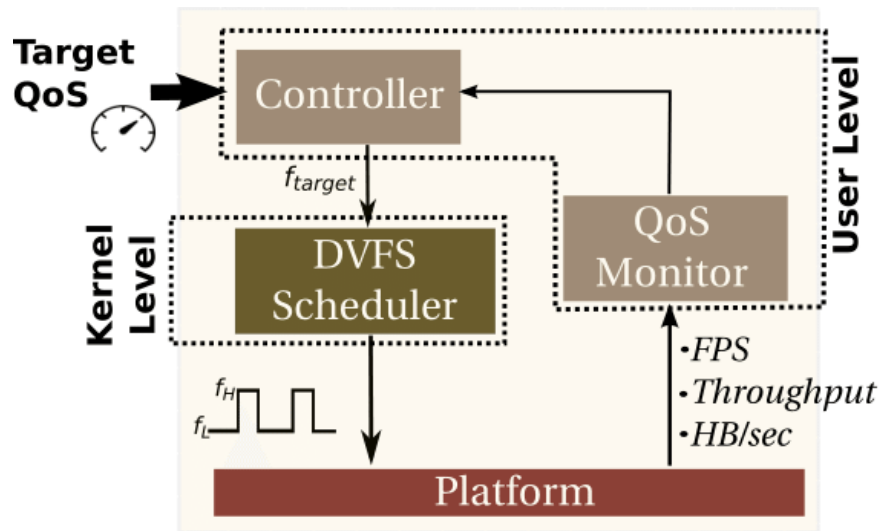 Target
QoS
Controller
User Level
f_target
QoS
Monitor
Kernel
Level
DVFS
Scheduler
•FPS
•Throughput
•HB/sec
f_H
f_L
Platform